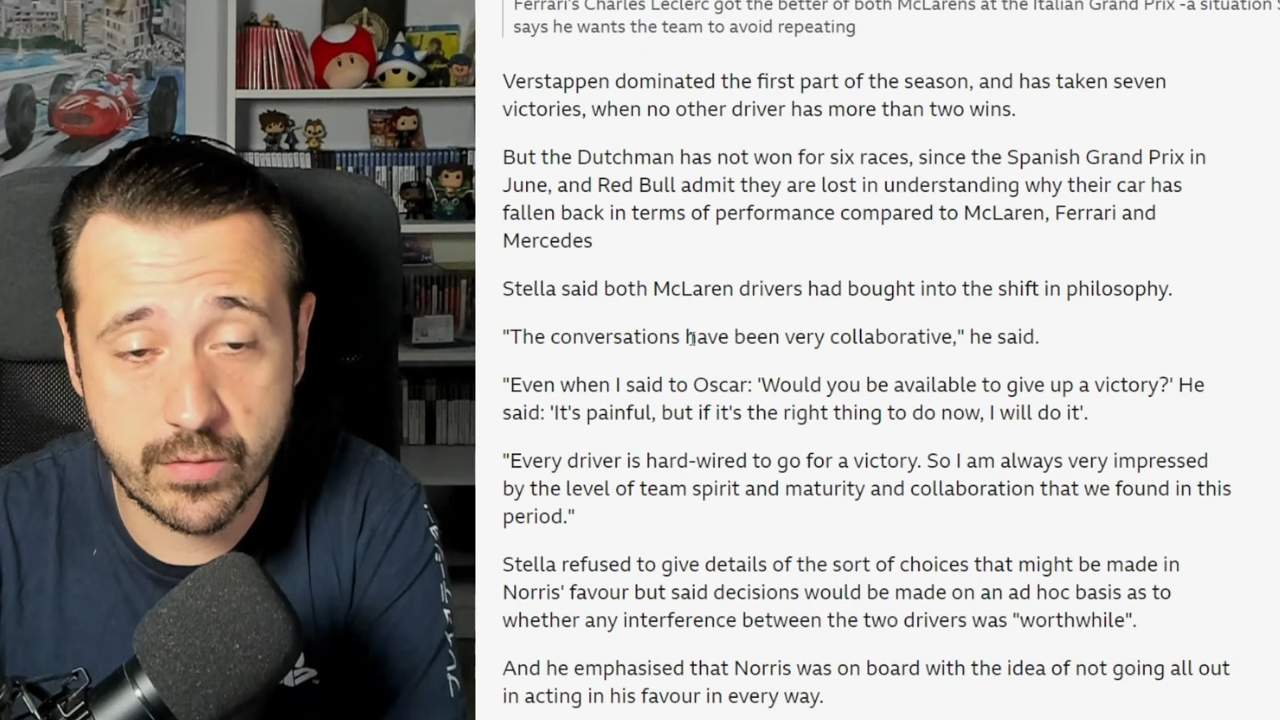 Ferrari's Charles Leclerc got the better of both McLarens at the Italian Grand Prix -a situation
says he wants the team to avoid repeating
Verstappen dominated the first part of the season, and has taken seven
victories, when no other driver has more than two wins.
But the Dutchman has not won for six races, since the Spanish Grand Prix in
June, and Red Bull admit they are lost in understanding why their car has
fallen back in terms of performance compared to McLaren, Ferrari and
Mercedes
Stella said both McLaren drivers had bought into the shift in philosophy.
"The conversations have been very collaborative," he said.
"Even when I said to Oscar: 'Would you be available to give up a victory?' He
said: 'It's painful, but if it's the right thing to do now, I will do it'.
"Every driver is hard-wired to go for a victory. So I am always very impressed
by the level of team spirit and maturity and collaboration that we found in this
period."
Stella refused to give details of the sort of choices that might be made in
Norris' favour but said decisions would be made on an ad hoc basis as to
whether any interference between the two drivers was "worthwhile".
And he emphasised that Norris was on board with the idea of not going all out
in acting in his favour in every way.
プレイステーション